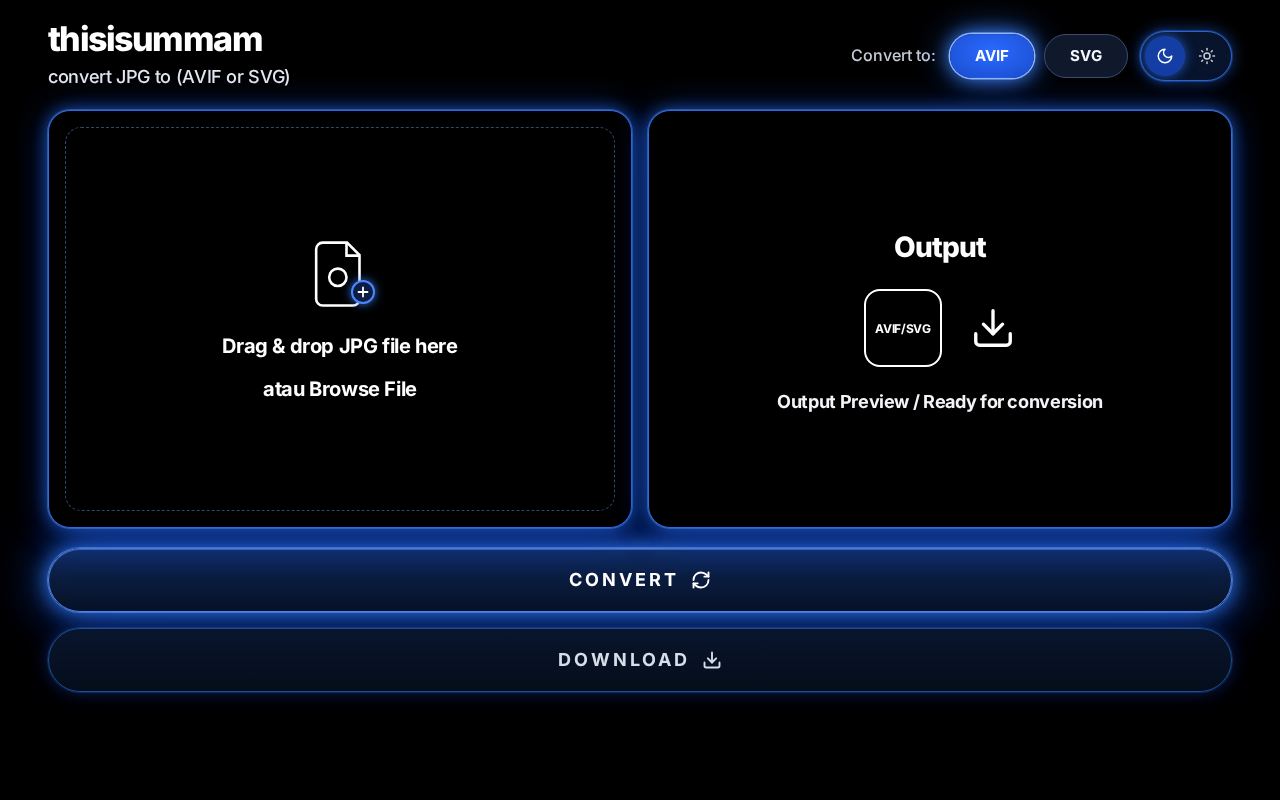 thisisummam
convert JPG to (AVIF or SVG)
Convert to:
AVIF
SVG
Drag & drop JPG file here
atau Browse File
Output
AVIF/SVG
Output Preview / Ready for conversion
CONVERT
DOWNLOAD